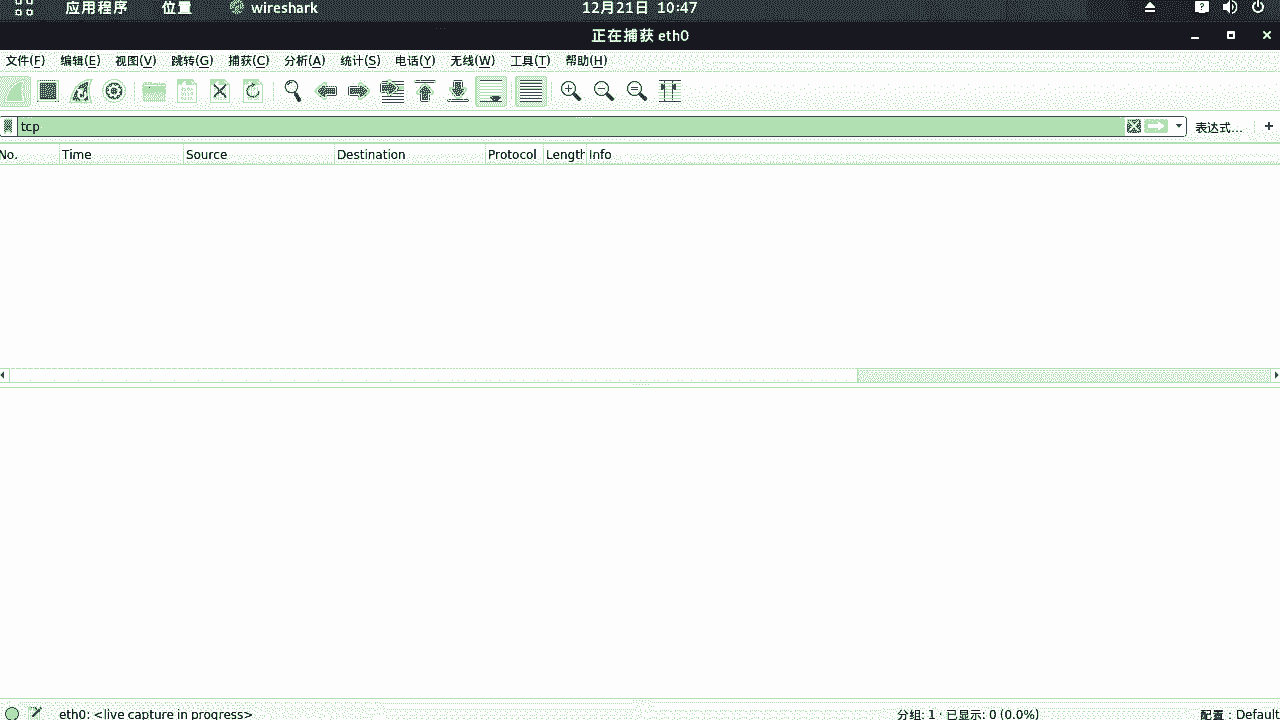 应用程序 位置 wireshark 12月21日 10:47
正在捕获 eth0
文件(F) 编辑(E) 视图(V) 跳转(G) 捕获(C) 分析(A) 统计(S) 电话(Y) 无线(W) 工具(T) 帮助(H)
tcp 表达式… +
No. Time Source Destination Protocol Length Info
eth0: <live capture in progress> 分组: 1 · 已显示: 0 (0.0%) 配置: Default